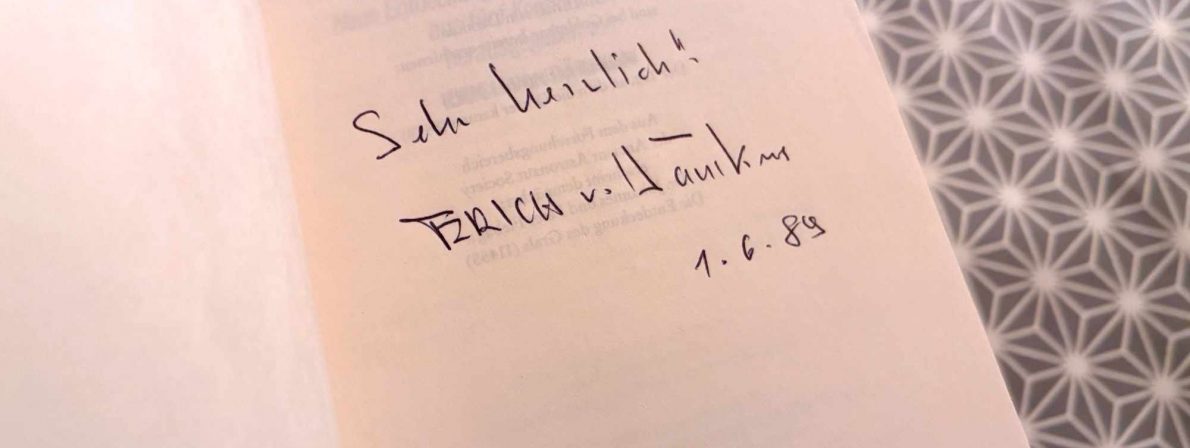 Sehr herzlich!
ERICH v. Däniken
1.6.89